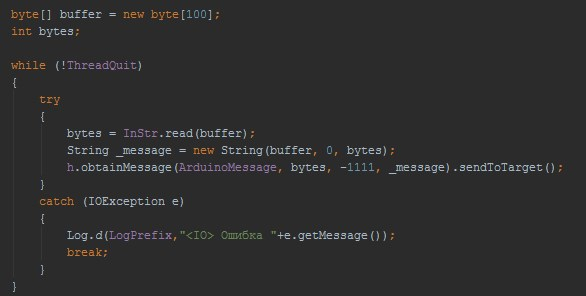 byte[] buffer = new byte[100];
int bytes;
while (!ThreadQuit)
{
try
{
bytes = InStr.read(buffer);
String _message = new String(buffer, 0, bytes);
h.obtainMessage(ArduinoMessage, bytes, -1111, _message).sendToTarget();
}
catch (IOException e)
{
Log.d(LogPrefix,"<IO> Ошибка "+e.getMessage());
break;
}
}